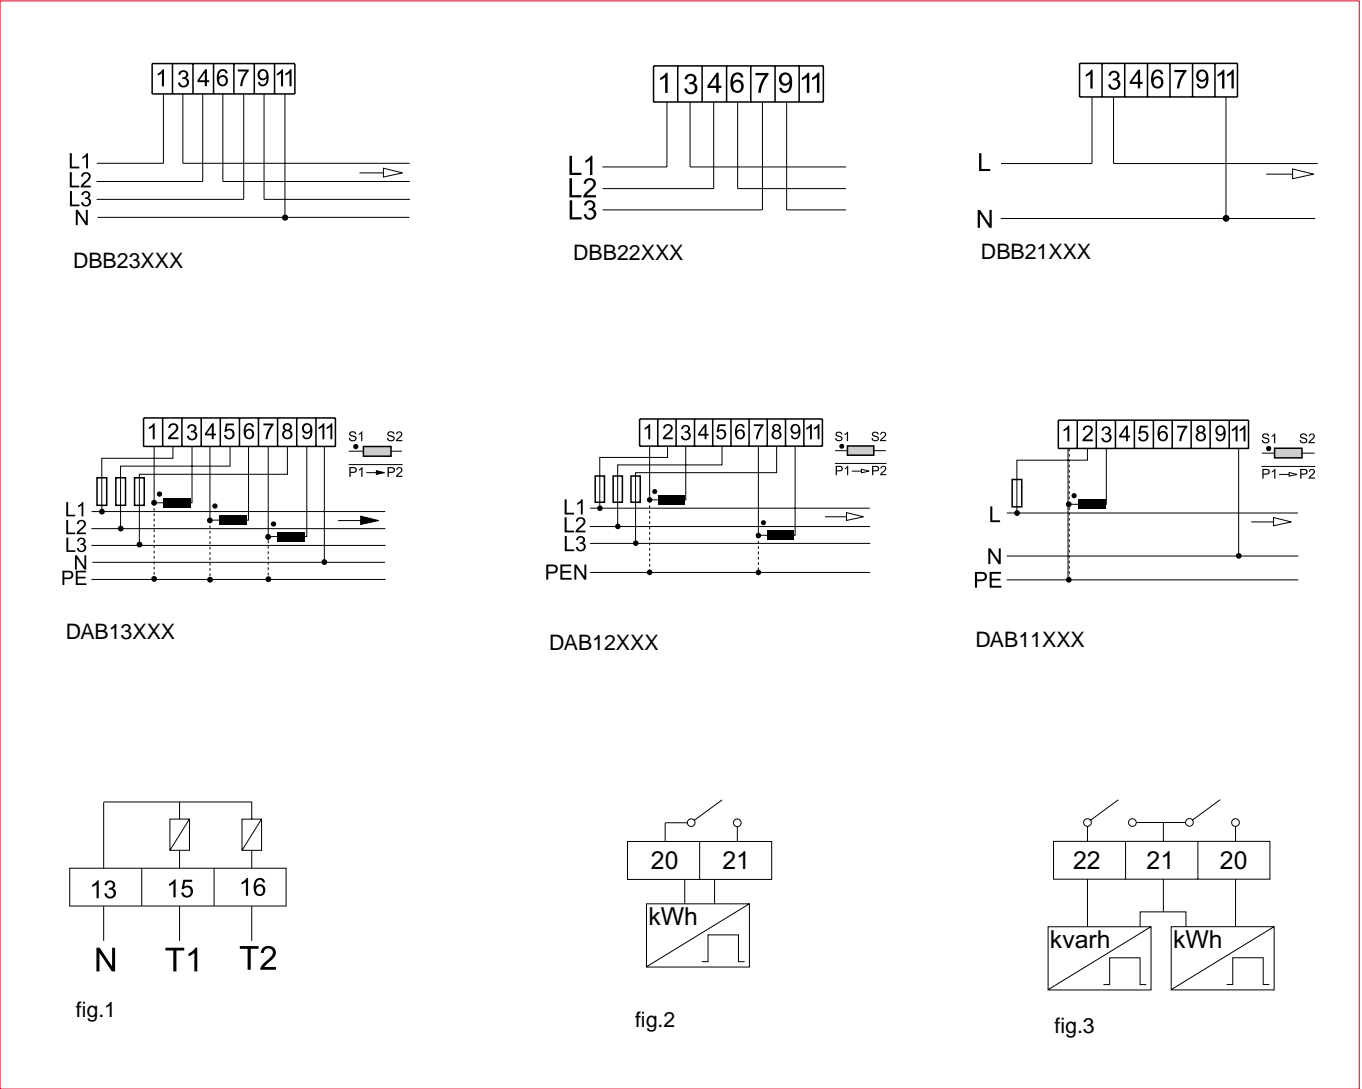 1 3 4 6 7 9 11
L1
L2
L3
N
DBB23XXX
1 3 4 6 7 9 11
L1
L2
L3
DBB22XXX
1 3 4 6 7 9 11
L
N
DBB21XXX
1 2 3 4 5 6 7 8 9 11
S1 S2
P1 P2
L1
L2
L3
N
PE
DAB13XXX
1 2 3 4 5 6 7 8 9 11
S1 S2
P1 P2
L1
L2
L3
PEN
DAB12XXX
1 2 3 4 5 6 7 8 9 11
S1 S2
P1 P2
L
N
PE
DAB11XXX
13 15 16
N T1 T2
fig.1
20 21
kWh
fig.2
22 21 20
kvarh kWh
fig.3